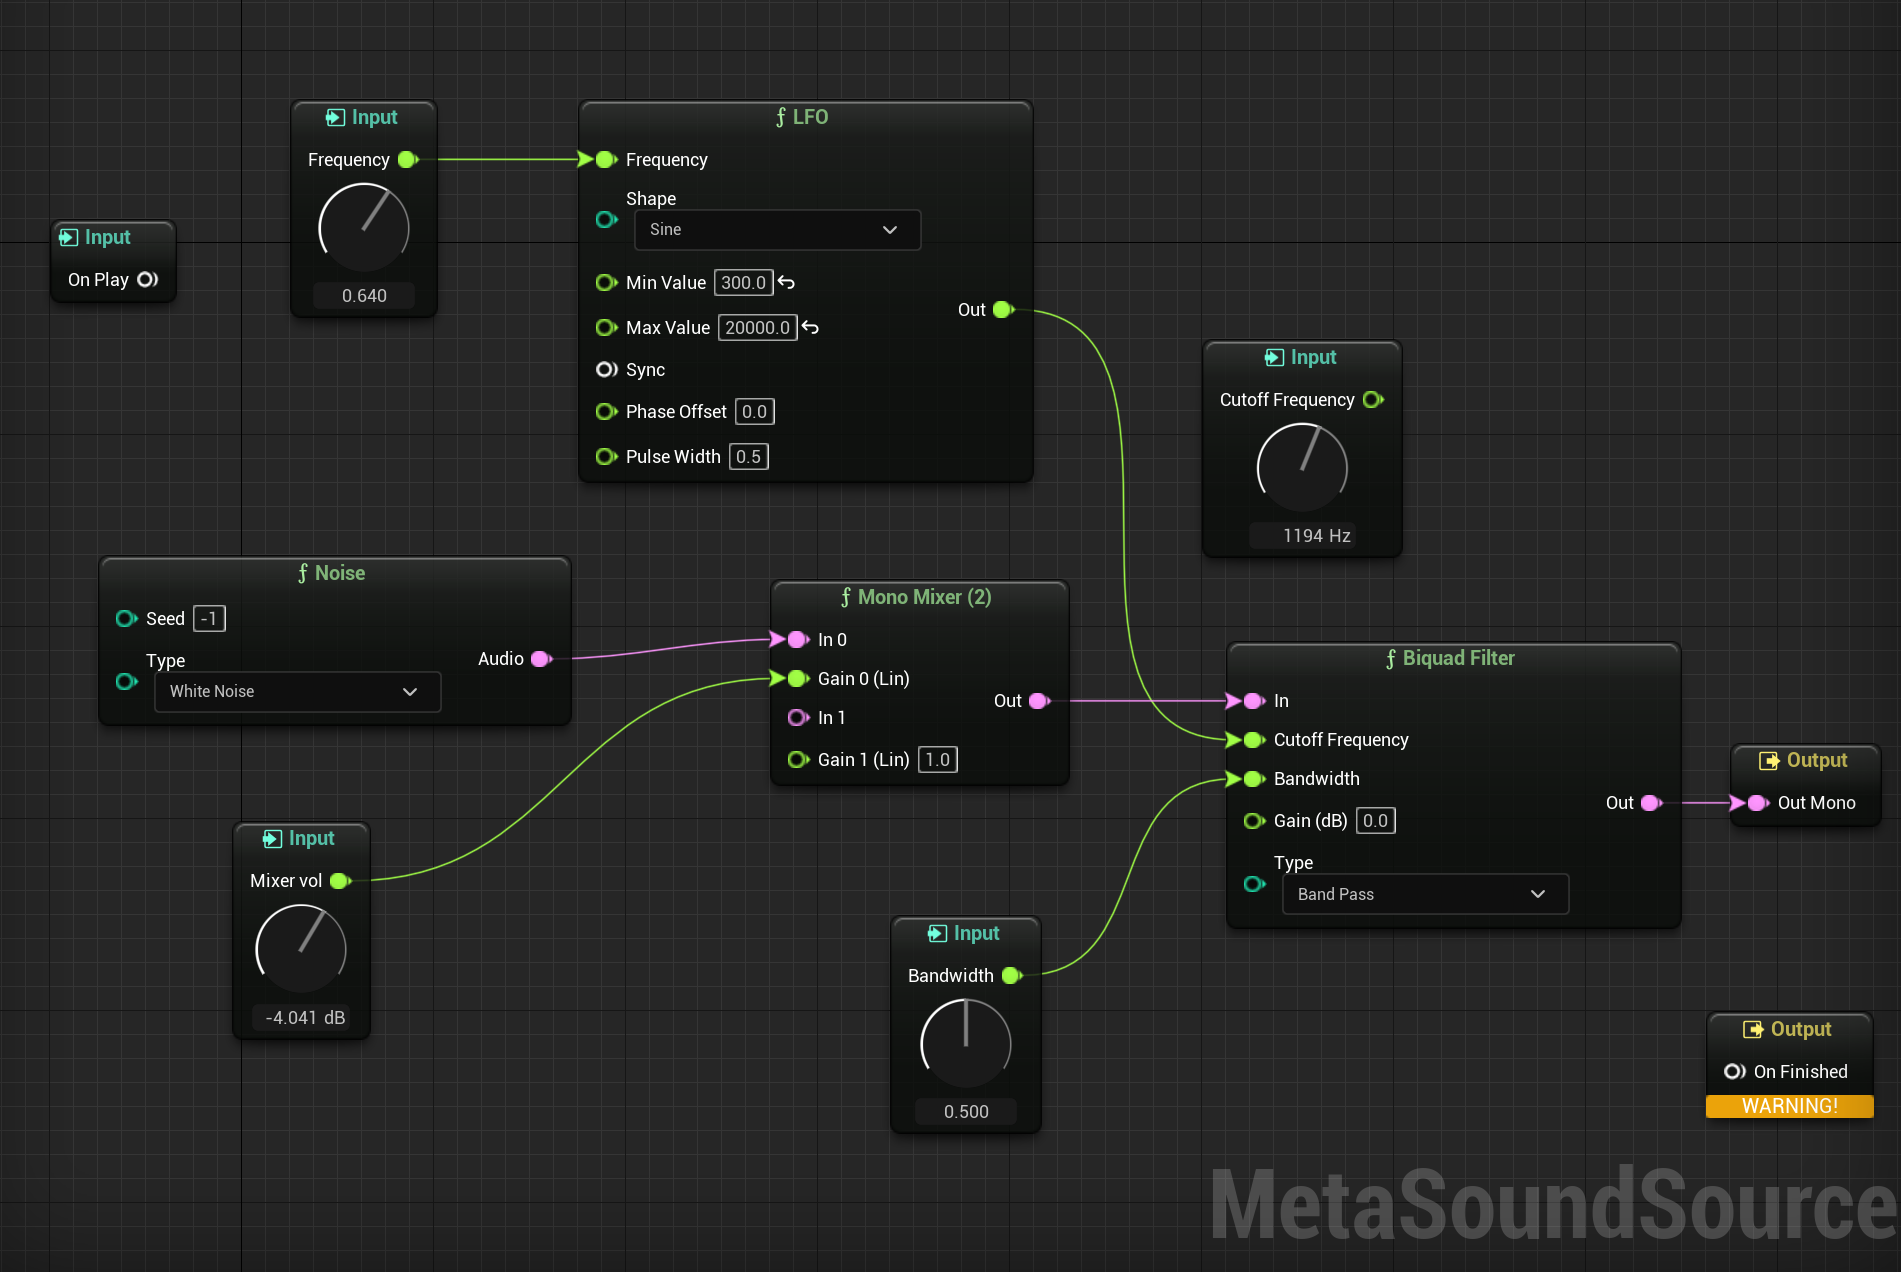 Input
On Play
Input
Frequency
0.640
LFO
Frequency
Shape
Sine
Min Value 300.0
Max Value 20000.0
Sync
Phase Offset 0.0
Pulse Width 0.5
Out
Input
Cutoff Frequency
1194 Hz
Noise
Seed -1
Type
White Noise
Audio
Mono Mixer (2)
In 0
Gain 0 (Lin)
In 1
Gain 1 (Lin) 1.0
Out
Biquad Filter
In
Cutoff Frequency
Bandwidth
Gain (dB) 0.0
Type
Band Pass
Out
Output
Out Mono
Input
Mixer vol
-4.041 dB
Input
Bandwidth
0.500
Output
On Finished
WARNING!
MetaSoundSource